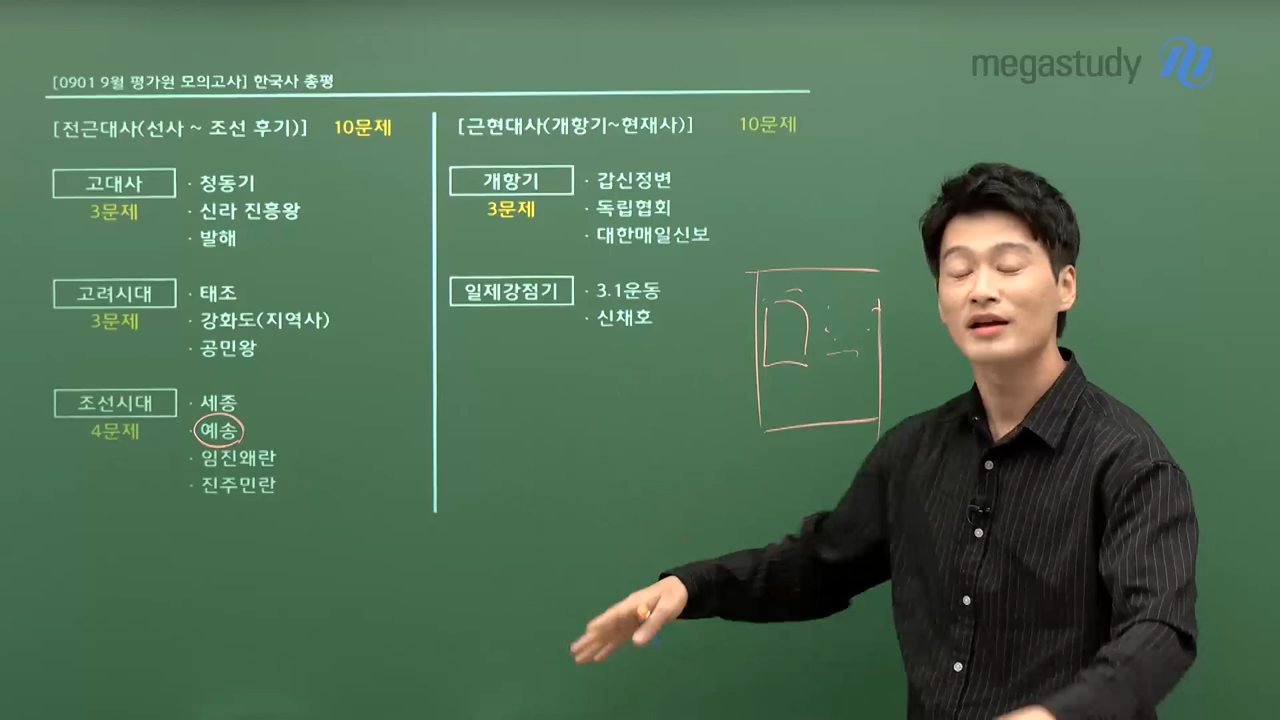 megastudy
[0901 9월 평가원 모의고사] 한국사 총평
[전근대사(선사 ~ 조선 후기)] 10문제
고대사 · 청동기
3문제 · 신라 진흥왕
· 발해
고려시대 · 태조
3문제 · 강화도(지역사)
· 공민왕
조선시대 · 세종
4문제 · 예송
· 임진왜란
· 진주민란
[근현대사(개항기~현재사)] 10문제
개항기 · 갑신정변
3문제 · 독립협회
· 대한매일신보
일제강점기 · 3.1운동
· 신채호